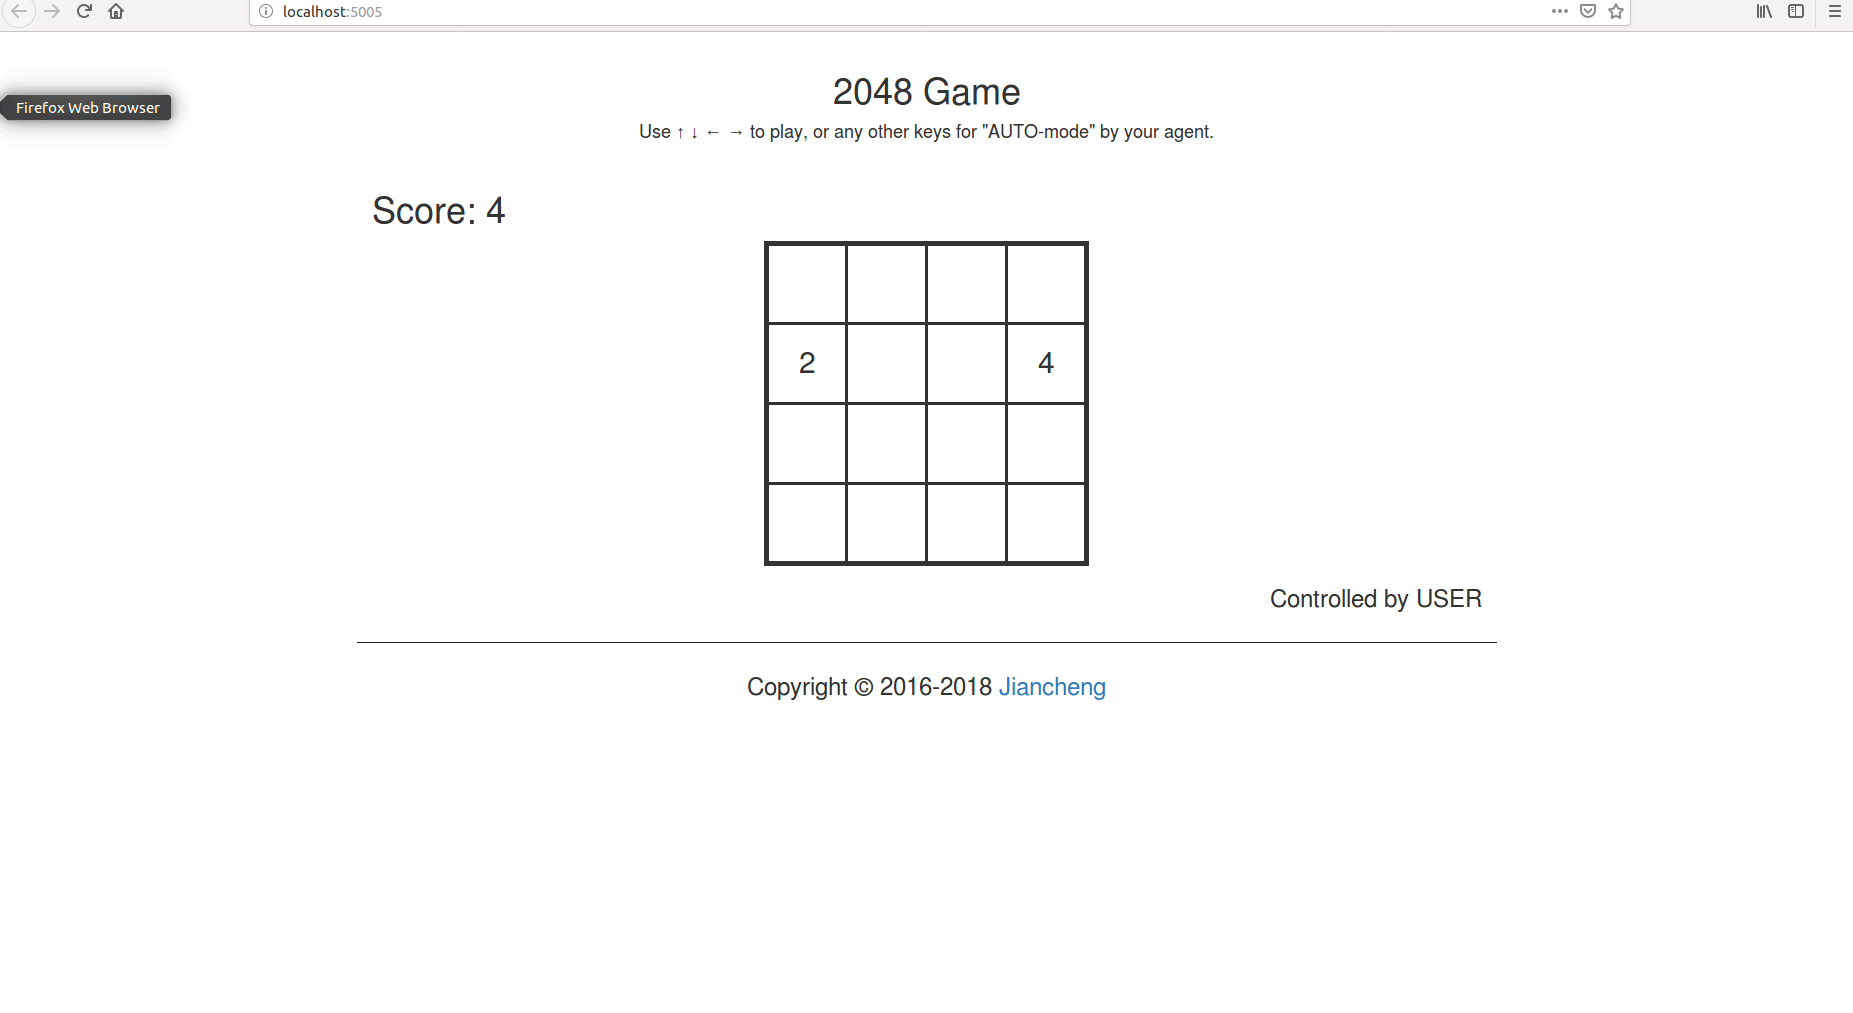 localhost:5005
2048 Game
Firefox Web Browser
Use ↑ ↓ ← → to play, or any other keys for "AUTO-mode" by your agent.
Score: 4
2 4
Controlled by USER
Copyright © 2016-2018 Jiancheng